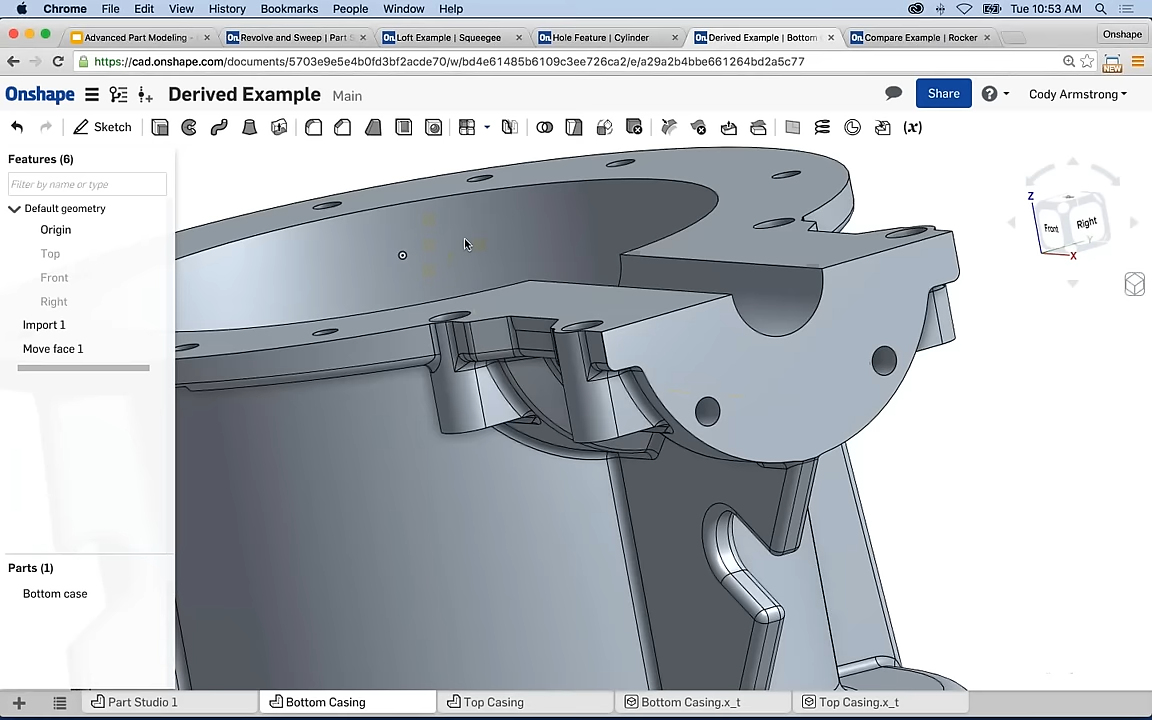 Chrome File Edit View History Bookmarks People Window Help Tue 10:53 AM
Advanced Part Modeling - Revolve and Sweep | Part S Loft Example | Squeegee Hole Feature | Cylinder Derived Example | Bottom Compare Example | Rocker Onshape
https://cad.onshape.com/documents/5703e9e5e4b0fd3bf2acde70/w/bd4e61485b6109c3ee726ca2/e/a29a2b4bbe661264bd2a5c77 NEW
Onshape Derived Example Main Share Cody Armstrong
Sketch (x)
Features (6)
Filter by name or type
Default geometry
Origin
Top
Front
Right
Import 1
Move face 1
Z
Front Right
Y
X
Parts (1)
Bottom case
Part Studio 1 Bottom Casing Top Casing Bottom Casing.x_t Top Casing.x_t